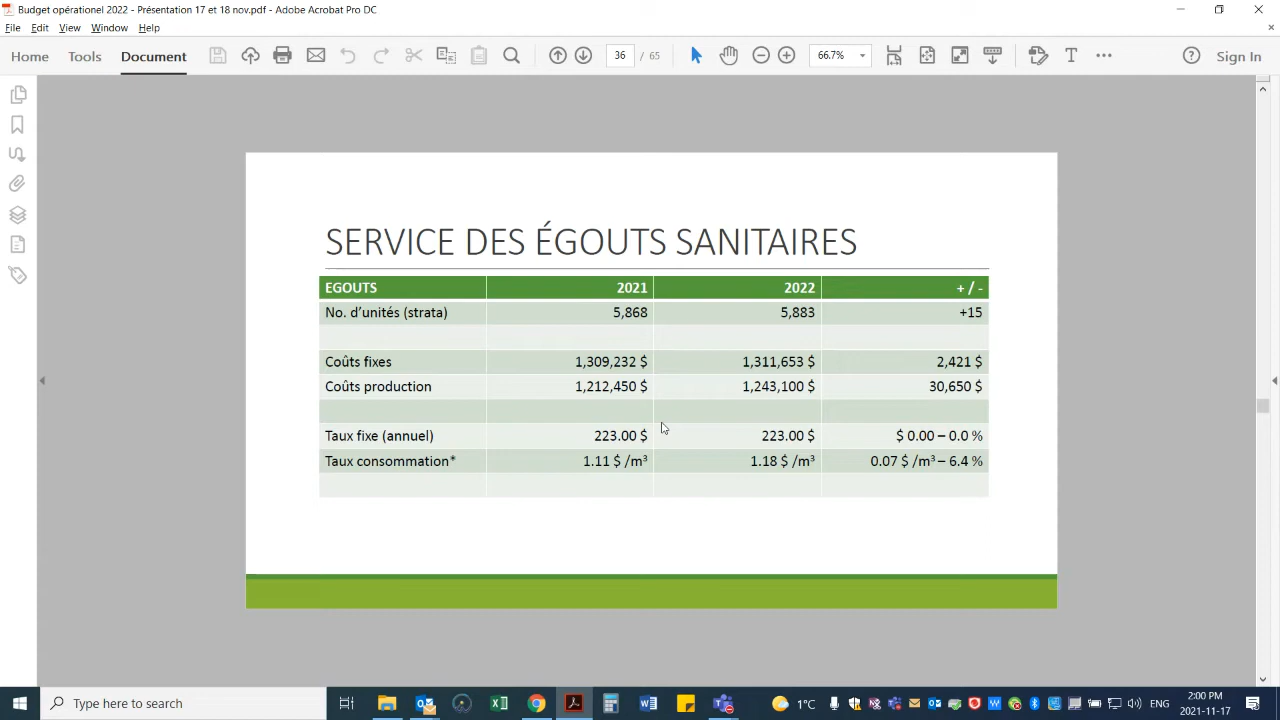 Budget opérationel 2022 - Présentation 17 et 18 nov.pdf - Adobe Acrobat Pro DC
File Edit View Window Help
Home Tools Document 36 / 65 66.7% Sign In
SERVICE DES ÉGOUTS SANITAIRES
EGOUTS 2021 2022 + / -
No. d'unités (strata) 5,868 5,883 +15
Coûts fixes 1,309,232 $ 1,311,653 $ 2,421 $
Coûts production 1,212,450 $ 1,243,100 $ 30,650 $
Taux fixe (annuel) 223.00 $ 223.00 $ $ 0.00 – 0.0 %
Taux consommation* 1.11 $ /m³ 1.18 $ /m³ 0.07 $ /m³ – 6.4 %
Type here to search 1°C ENG 2:00 PM
2021-11-17